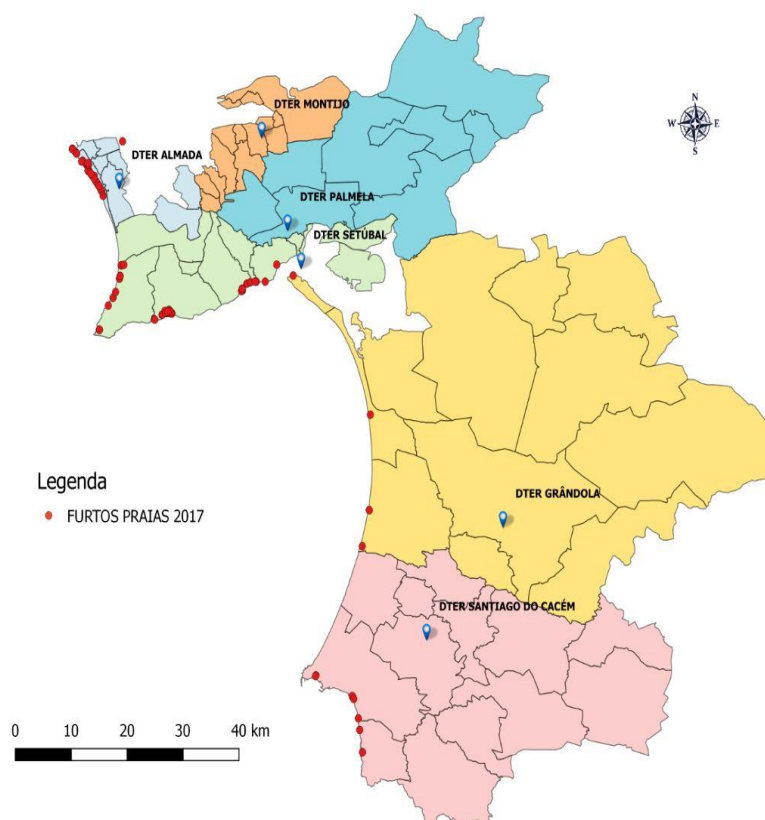 DTER MONTIJO
N
W E
S
DTER ALMADA
DTER PALMELA
DTER SETÚBAL
Legenda
FURTOS PRAIAS 2017
DTER GRÂNDOLA
DTER SANTIAGO DO CACÉM
0 10 20 30 40 km